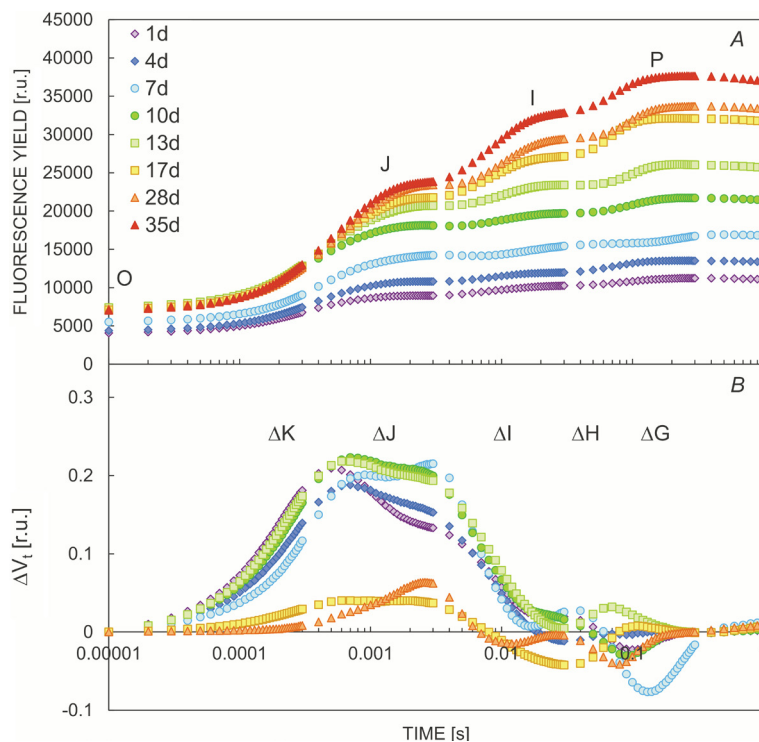 45000
40000
35000
30000
25000
20000
15000
10000
5000
0
FLUORESCENCE YIELD [r.u.]
A
1d
4d
7d
10d
13d
17d
28d
35d
O
J
I
P
B
0.3
0.2
0.1
0
-0.1
ΔVt [r.u.]
ΔK
ΔJ
ΔI
ΔH
ΔG
0.00001
0.0001
0.001
0.01
0.1
TIME [s]